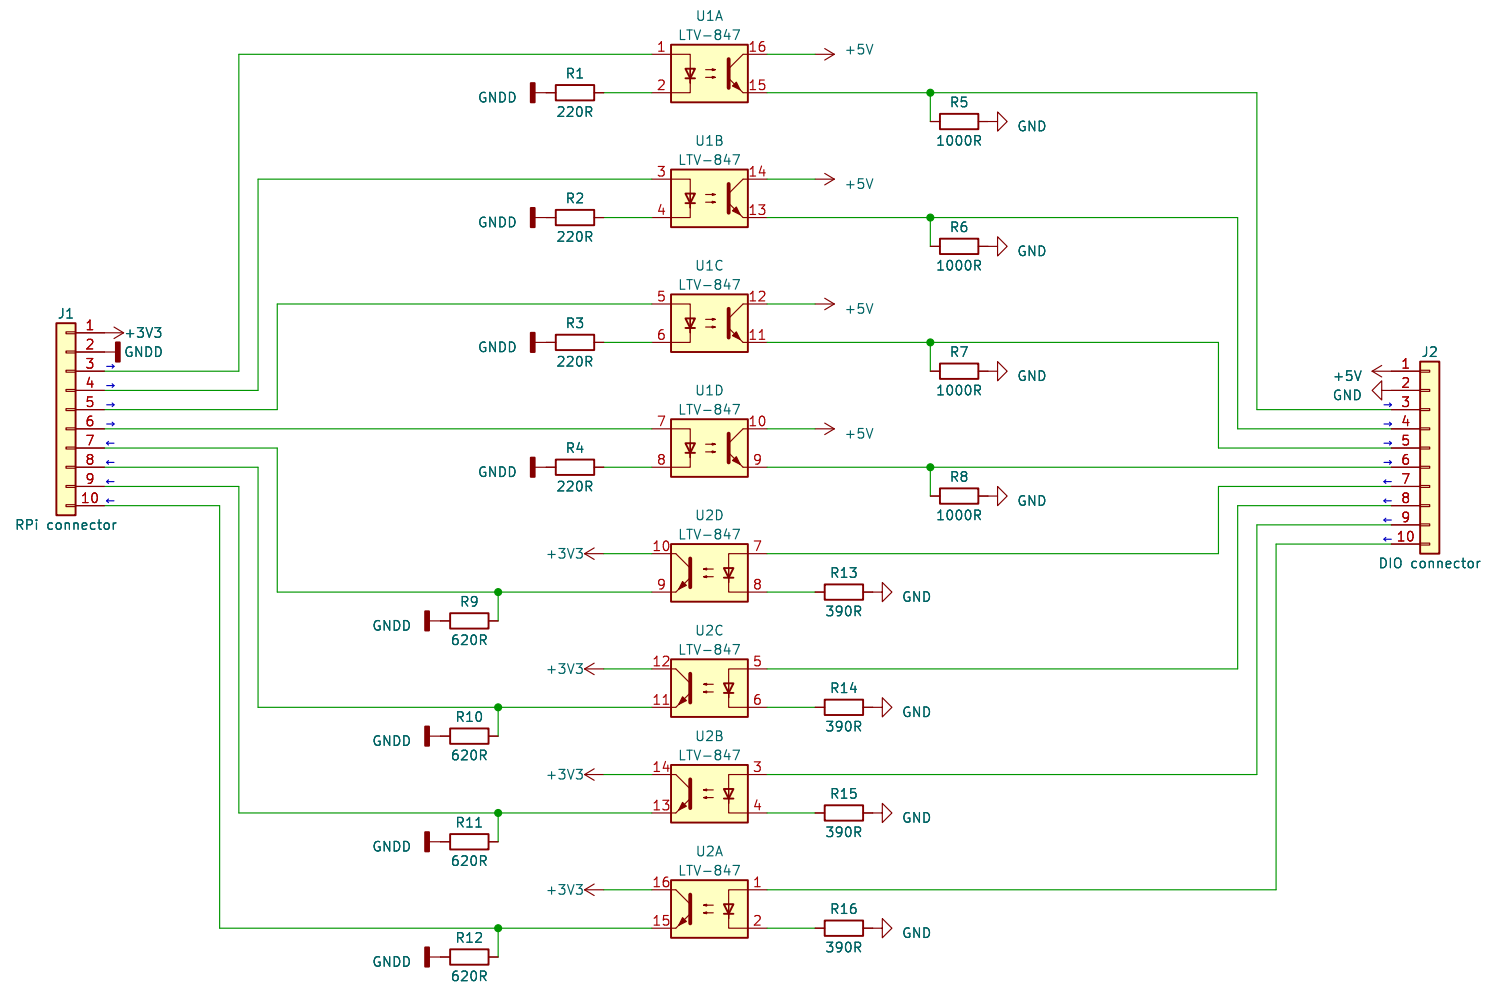 U1A
LTV-847
1
16
+5V
R1
GNDD
220R
2
15
R5
GND
1000R
U1B
LTV-847
3
14
+5V
R2
GNDD
220R
4
13
R6
GND
1000R
U1C
LTV-847
5
12
+5V
R3
GNDD
220R
6
11
R7
GND
1000R
U1D
LTV-847
7
10
+5V
R4
GNDD
220R
8
9
R8
GND
1000R
J1
1 +3V3
2 GNDD
3 →
4 →
5 →
6 →
7 ←
8 ←
9 ←
10 ←
RPi connector
J2
+5V 1
GND 2
→ 3
→ 4
→ 5
→ 6
← 7
← 8
← 9
← 10
DIO connector
U2D
LTV-847
+3V3
10
7
9
8
R13
GND
390R
R9
GNDD
620R
U2C
LTV-847
+3V3
12
5
11
6
R14
GND
390R
R10
GNDD
620R
U2B
LTV-847
+3V3
14
3
13
4
R15
GND
390R
R11
GNDD
620R
U2A
LTV-847
+3V3
16
1
15
2
R16
GND
390R
R12
GNDD
620R